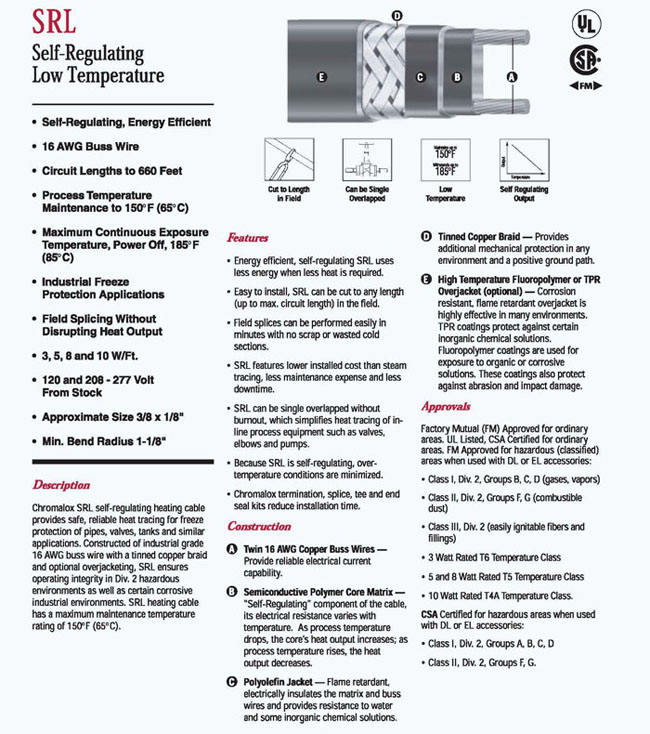 SRL
Self-Regulating
Low Temperature
• Self-Regulating, Energy Efficient
• 16 AWG Buss Wire
• Circuit Lengths to 660 Feet
• Process Temperature
Maintenance to 150°F (65°C)
• Maximum Continuous Exposure
Temperature, Power Off, 185°F
(85°C)
• Industrial Freeze
Protection Applications
• Field Splicing Without
Disrupting Heat Output
• 3, 5, 8 and 10 W/Ft.
• 120 and 208 - 277 Volt
From Stock
• Approximate Size 3/8 x 1/8"
• Min. Bend Radius 1-1/8"
Description
Chromalox SRL self-regulating heating cable
provides safe, reliable heat tracing for freeze
protection of pipes, valves, tanks and similar
applications. Constructed of industrial grade
16 AWG buss wire with a tinned copper braid
and optional overjacketing, SRL ensures
operating integrity in Div. 2 hazardous
environments as well as certain corrosive
industrial environments. SRL heating cable
has a maximum maintenance temperature
rating of 150°F (65°C).
D
E
C
B
A
UL
CSA
FM
150°F
185°F
Output
Temperature
Cut to Length
in Field
Can be Single
Overlapped
Low
Temperature
Self Regulating
Output
Features
• Energy efficient, self-regulating SRL uses
less energy when less heat is required.
• Easy to install, SRL can be cut to any length
(up to max. circuit length) in the field.
• Field splices can be performed easily in
minutes with no scrap or wasted cold
sections.
• SRL features lower installed cost than steam
tracing, less maintenance expense and less
downtime.
• SRL can be single overlapped without
burnout, which simplifies heat tracing of in-
line process equipment such as valves,
elbows and pumps.
• Because SRL is self-regulating, over-
temperature conditions are minimized.
• Chromalox termination, splice, tee and end
seal kits reduce installation time.
Construction
A Twin 16 AWG Copper Buss Wires —
Provide reliable electrical current
capability.
B Semiconductive Polymer Core Matrix —
"Self-Regulating" component of the cable,
its electrical resistance varies with
temperature. As process temperature
drops, the core's heat output increases; as
process temperature rises, the heat
output decreases.
C Polyolefin Jacket — Flame retardant,
electrically insulates the matrix and buss
wires and provides resistance to water
and some inorganic chemical solutions.
D Tinned Copper Braid — Provides
additional mechanical protection in any
environment and a positive ground path.
E High Temperature Fluoropolymer or TPR
Overjacket (optional) — Corrosion
resistant, flame retardant overjacket is
highly effective in many environments.
TPR coatings protect against certain
inorganic chemical solutions.
Fluoropolymer coatings are used for
exposure to organic or corrosive
solutions. These coatings also protect
against abrasion and impact damage.
Approvals
Factory Mutual (FM) Approved for ordinary
areas. UL Listed, CSA Certified for ordinary
areas. FM Approved for hazardous (classified)
areas when used with DL or EL accessories:
• Class I, Div. 2, Groups B, C, D (gases, vapors)
• Class II, Div. 2, Groups F, G (combustible
dust)
• Class III, Div. 2 (easily ignitable fibers and
fillings)
• 3 Watt Rated T6 Temperature Class
• 5 and 8 Watt Rated T5 Temperature Class
• 10 Watt Rated T4A Temperature Class.
CSA Certified for hazardous areas when used
with DL or EL accessories:
• Class I, Div. 2, Groups A, B, C, D
• Class II, Div. 2, Groups F, G.